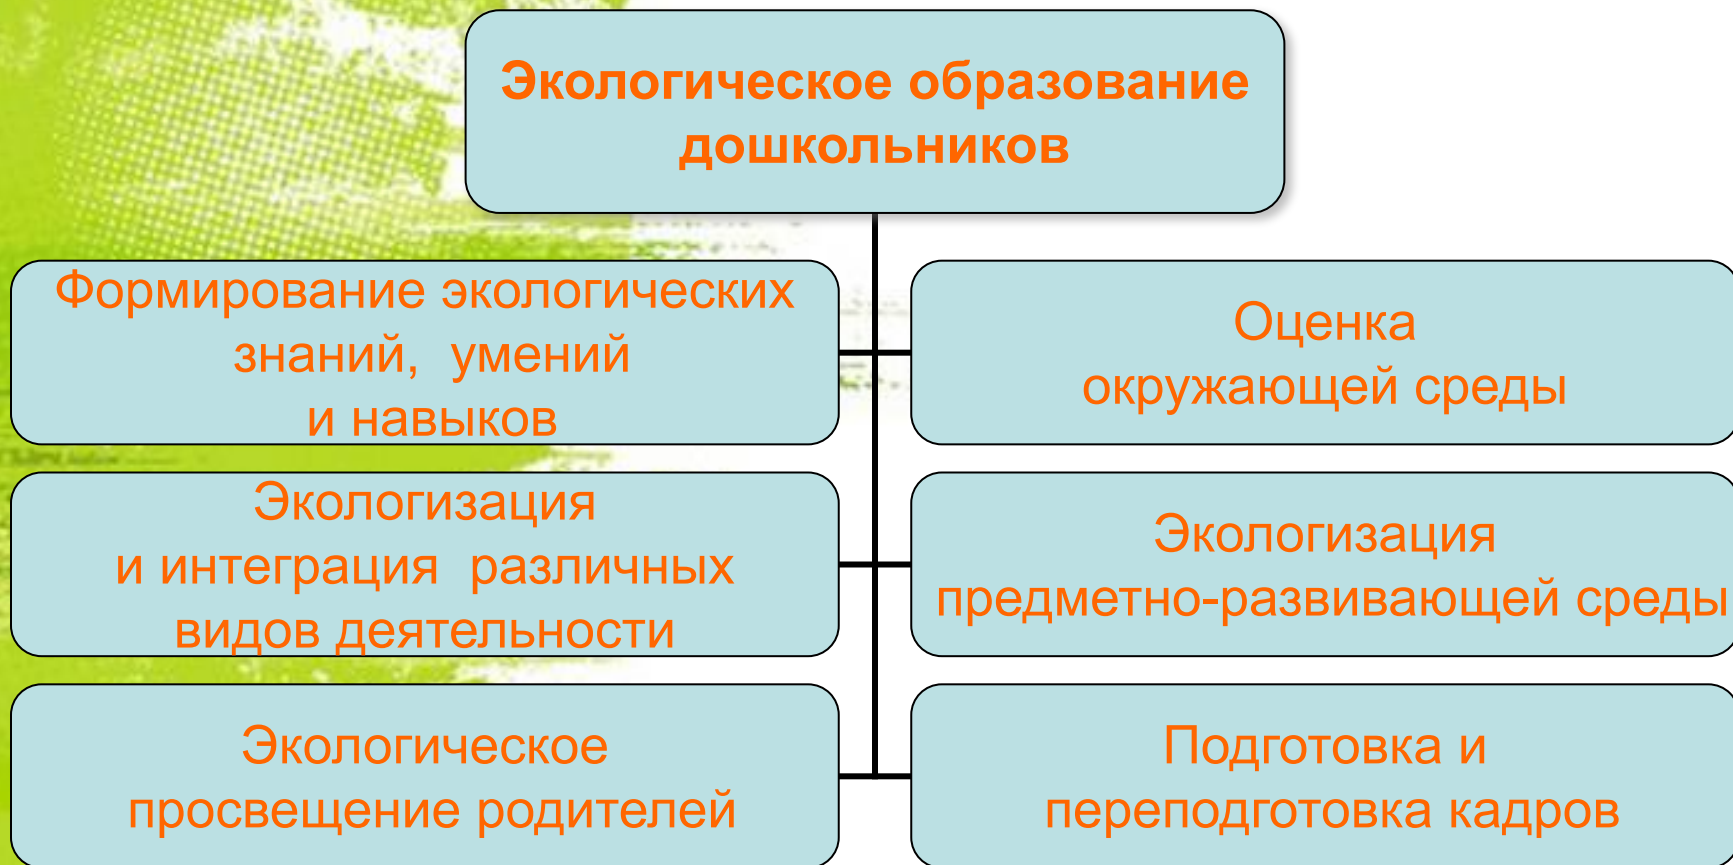 Экологическое образование
дошкольников
Формирование экологических
знаний, умений
и навыков
Оценка
окружающей среды
Экологизация
и интеграция различных
видов деятельности
Экологизация
предметно-развивающей среды
Экологическое
просвещение родителей
Подготовка и
переподготовка кадров